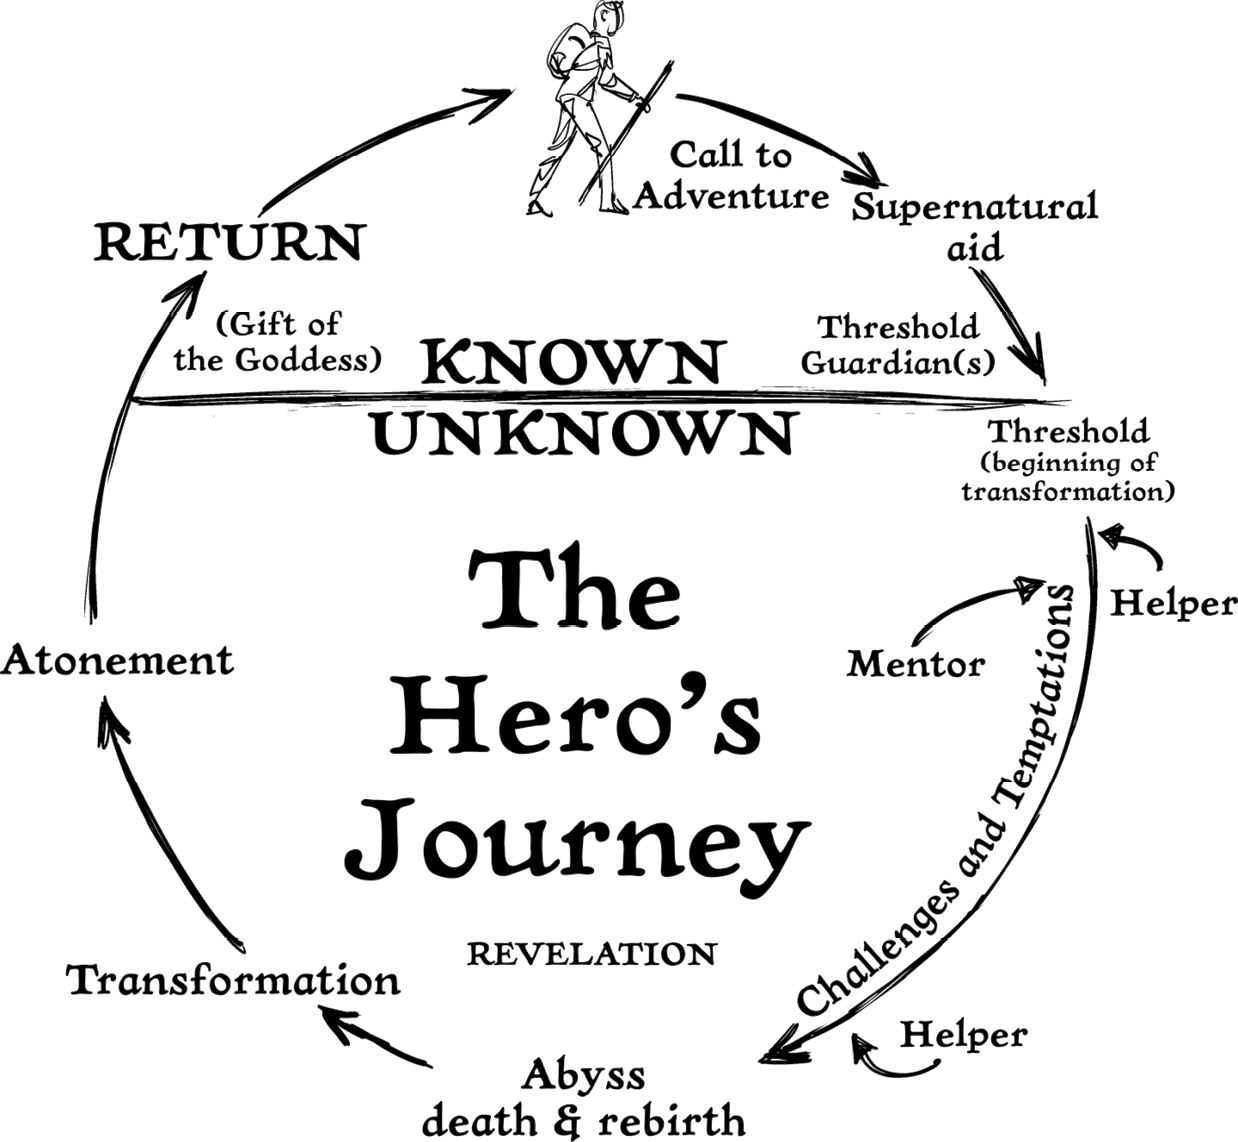 Call to
Adventure
Supernatural
aid
RETURN
(Gift of
the Goddess)
KNOWN
Threshold
Guardian(s)
UNKNOWN
Threshold
(beginning of
transformation)
The
Hero's
Journey
Helper
Mentor
Challenges and Temptations
Atonement
REVELATION
Transformation
Helper
Abyss
death & rebirth